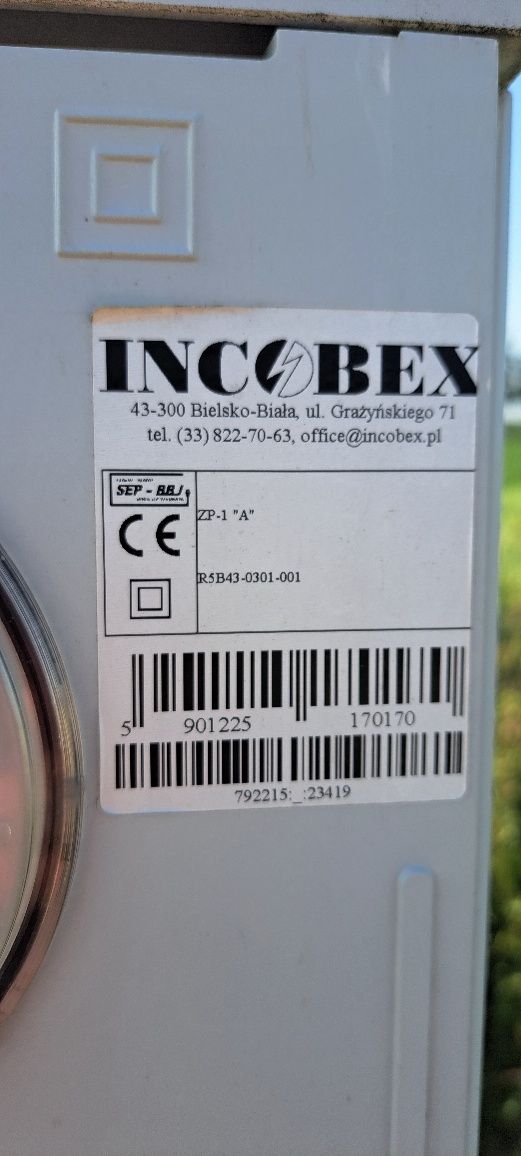 INCOBEX
43-300 Bielsko-Biała, ul. Grażyńskiego 71
tel. (33) 822-70-63, office@incobex.pl
SEP - BBJ
CE
ZP-1 "A"
R5B43-0301-001
5 901225 170170
792215:_:23419